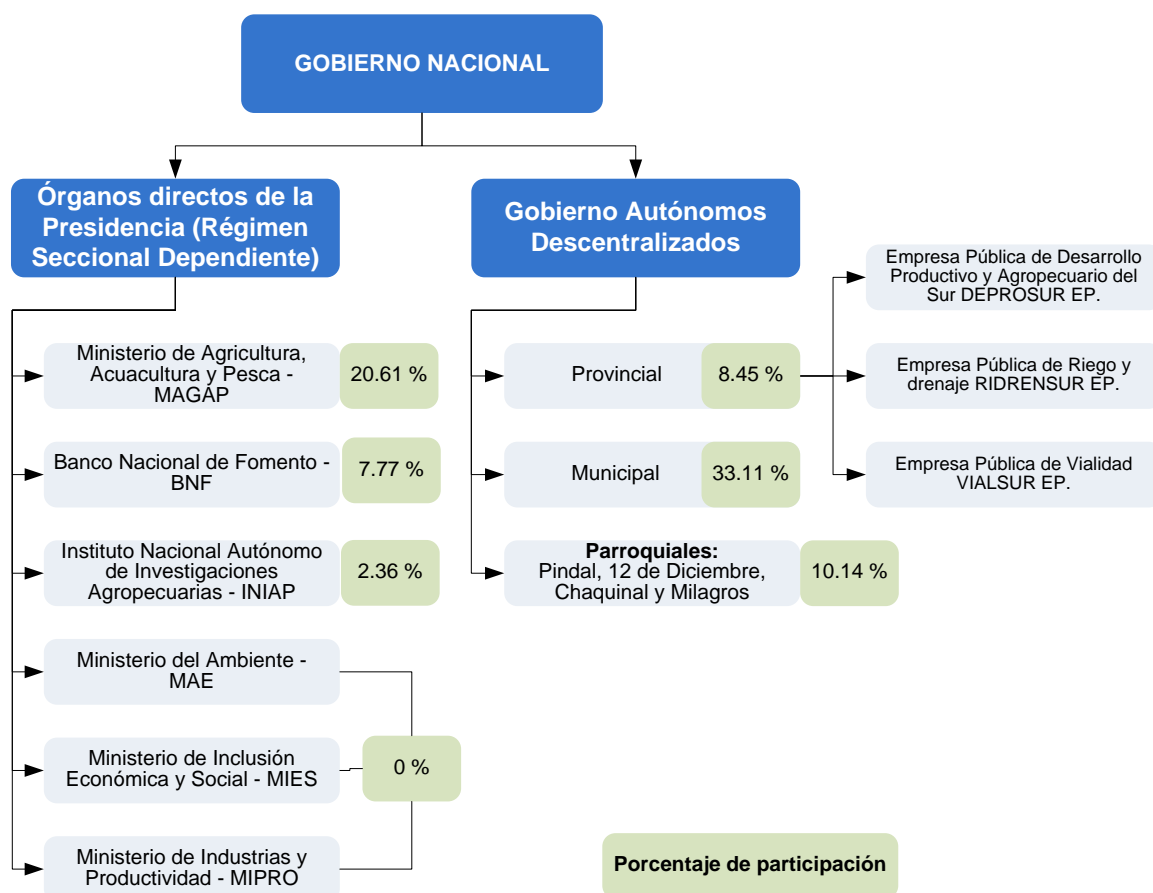 GOBIERNO NACIONAL
Órganos directos de la
Presidencia (Régimen
Seccional Dependiente)
Ministerio de Agricultura,
Acuacultura y Pesca -
MAGAP
20.61 %
Banco Nacional de Fomento -
BNF
7.77 %
Instituto Nacional Autónomo
de Investigaciones
Agropecuarias - INIAP
2.36 %
Ministerio del Ambiente -
MAE
Ministerio de Inclusión
Económica y Social - MIES
Ministerio de Industrias y
Productividad - MIPRO
0 %
Gobierno Autónomos
Descentralizados
Provincial
8.45 %
Municipal
33.11 %
Parroquiales:
Pindal, 12 de Diciembre,
Chaquinal y Milagros
10.14 %
Empresa Pública de Desarrollo
Productivo y Agropecuario del
Sur DEPROSUR EP.
Empresa Pública de Riego y
drenaje RIDRENSUR EP.
Empresa Pública de Vialidad
VIALSUR EP.
Porcentaje de participación